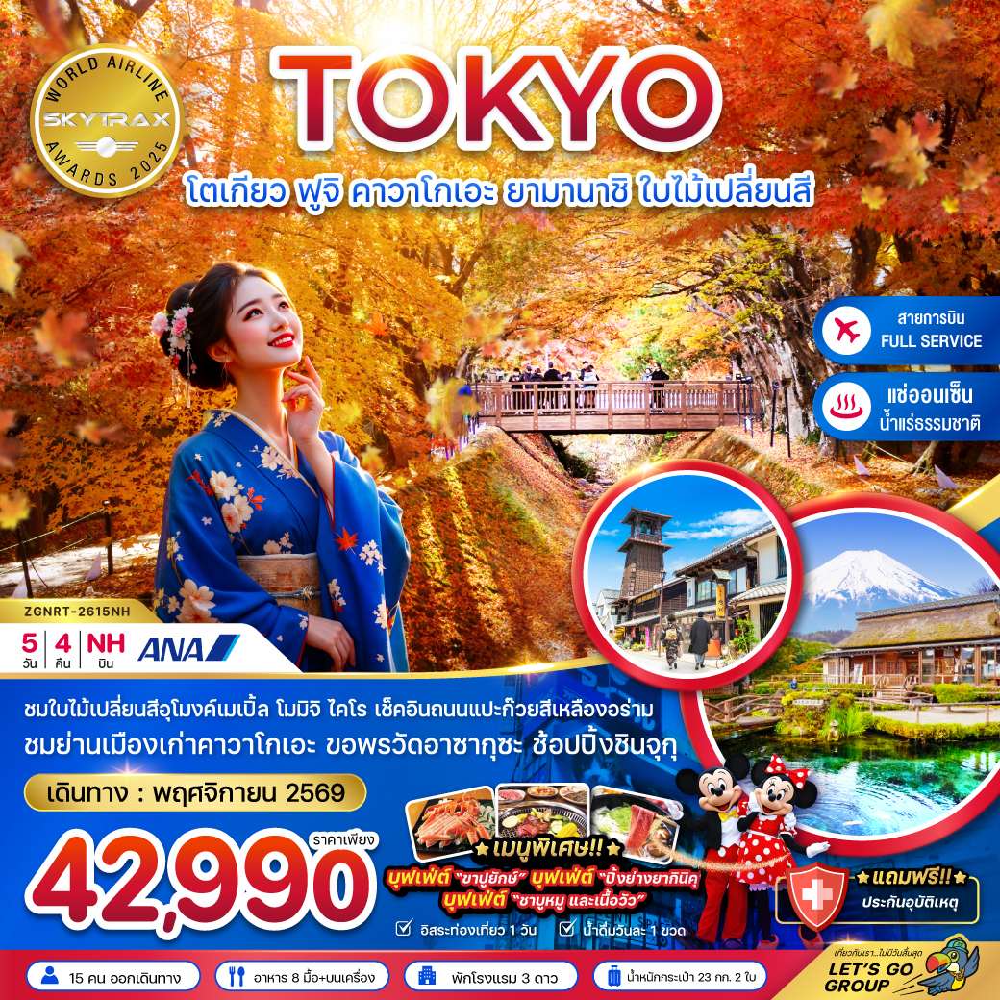 WORLD AIRLINE
SKYTRAX
AWARDS 2025
TOKYO
โตเกียว ฟูจิ คาวาโกเอะ ยามานาชิ ใบไม้เปลี่ยนสี
สายการบิน
FULL SERVICE
แช่ออนเซ็น
น้ำแร่ธรรมชาติ
ZGNRT-2615NH
5 วัน 4 คืน NH บิน ANA
ชมใบไม้เปลี่ยนสีอุโมงค์เมเปิ้ล โมมิจิ ไคโร เช็คอินถนนแปะก๊วยสีเหลืองอร่าม
ชมย่านเมืองเก่าคาวาโกเอะ ขอพรวัดอาซากุซะ ช้อปปิ้งชินจุกุ
เดินทาง : พฤศจิกายน 2569
ราคาเพียง
42,990
เมนูพิเศษ!!
บุฟเฟ่ต์ "ขาปูยักษ์" บุฟเฟ่ต์ "ปิ้งย่างยากินิคุ"
บุฟเฟ่ต์ "ชาบูหมู และเนื้อวัว"
อิสระท่องเที่ยว 1 วัน น้ำดื่มวันละ 1 ขวด
แถมฟรี!!
ประกันอุบัติเหตุ
15 คน ออกเดินทาง
อาหาร 8 มื้อ+บนเครื่อง
พักโรงแรม 3 ดาว
น้ำหนักกระเป๋า 23 กก. 2 ใบ
เที่ยวกับเรา...ไม่มีวันสิ้นสุด
LET'S GO
GROUP